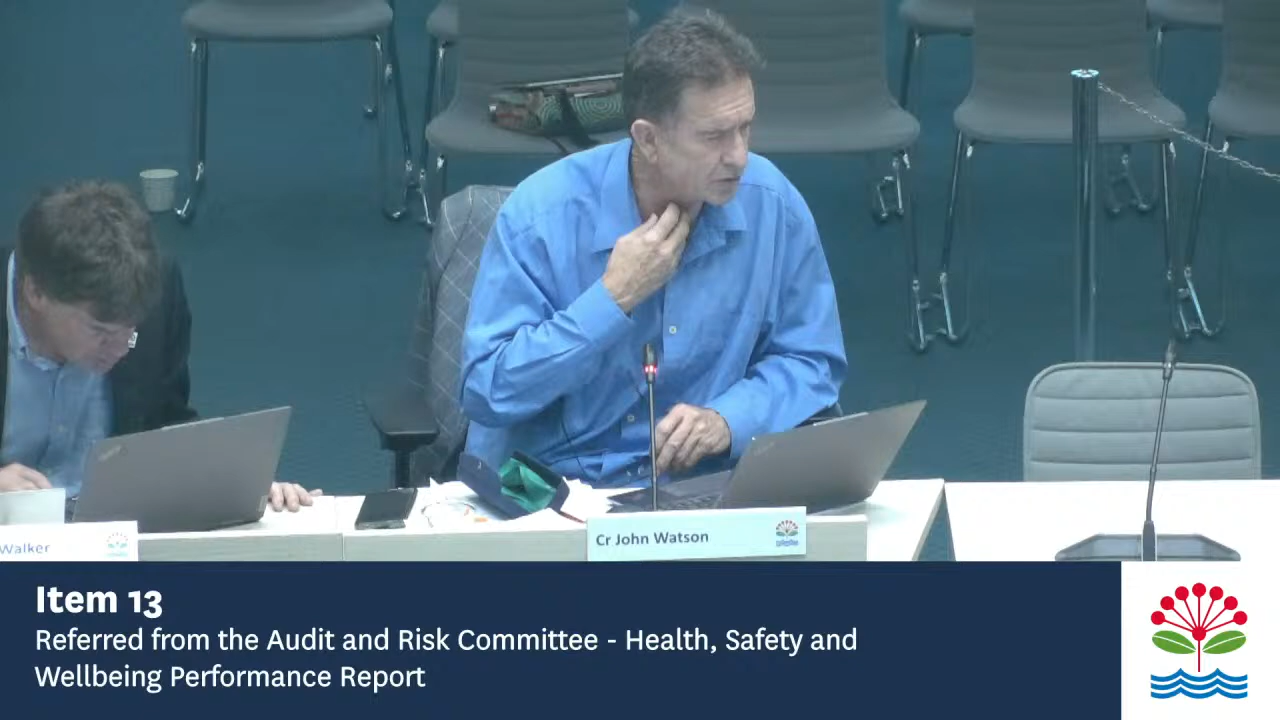 Walker
Cr John Watson
Item 13
Referred from the Audit and Risk Committee - Health, Safety and
Wellbeing Performance Report